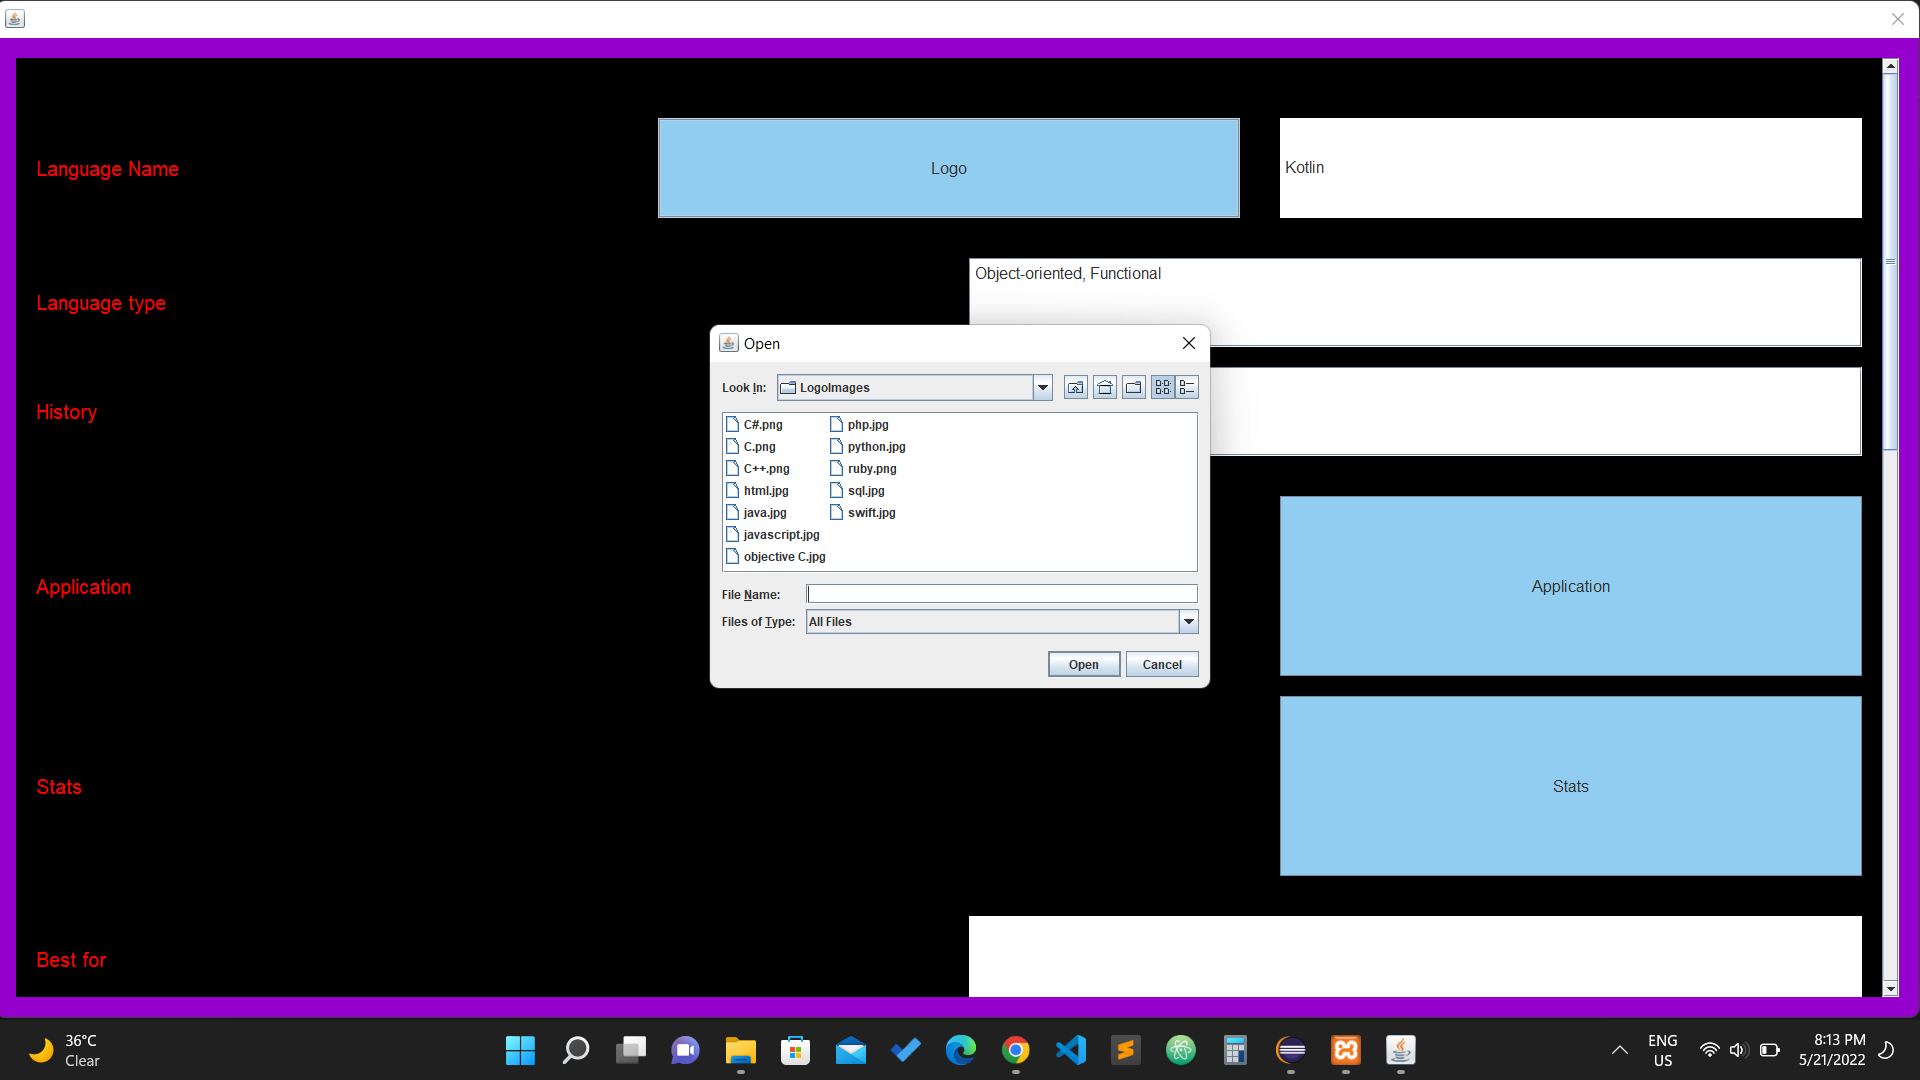 Language Name
Logo
Kotlin
Language type
Object-oriented, Functional
History
Open
Look In:
LogoImages
C#.png
C.png
C++.png
html.jpg
java.jpg
javascript.jpg
objective C.jpg
php.jpg
python.jpg
ruby.png
sql.jpg
swift.jpg
File Name:
Files of Type:
All Files
Open
Cancel
Application
Application
Stats
Stats
Best for
36°C
Clear
ENG
US
8:13 PM
5/21/2022